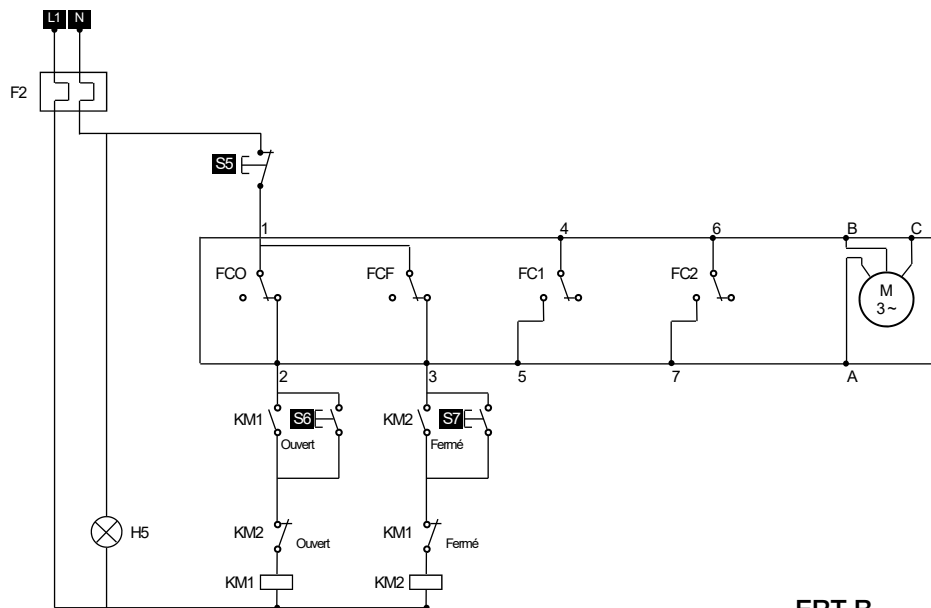 L1 N
F2
S5
1 4 6 B C
FCO FCF FC1 FC2 M
3~
2 3 5 7 A
KM1 S6 KM2 S7
Ouvert Fermé
H5 KM2 Ouvert KM1 Fermé
KM1 KM2